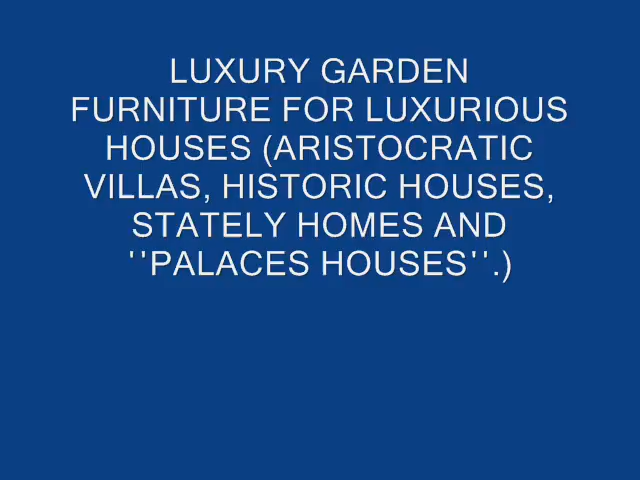 LUXURY GARDEN
FURNITURE FOR LUXURIOUS
HOUSES (ARISTOCRATIC
VILLAS, HISTORIC HOUSES,
STATELY HOMES AND
''PALACES HOUSES''.)